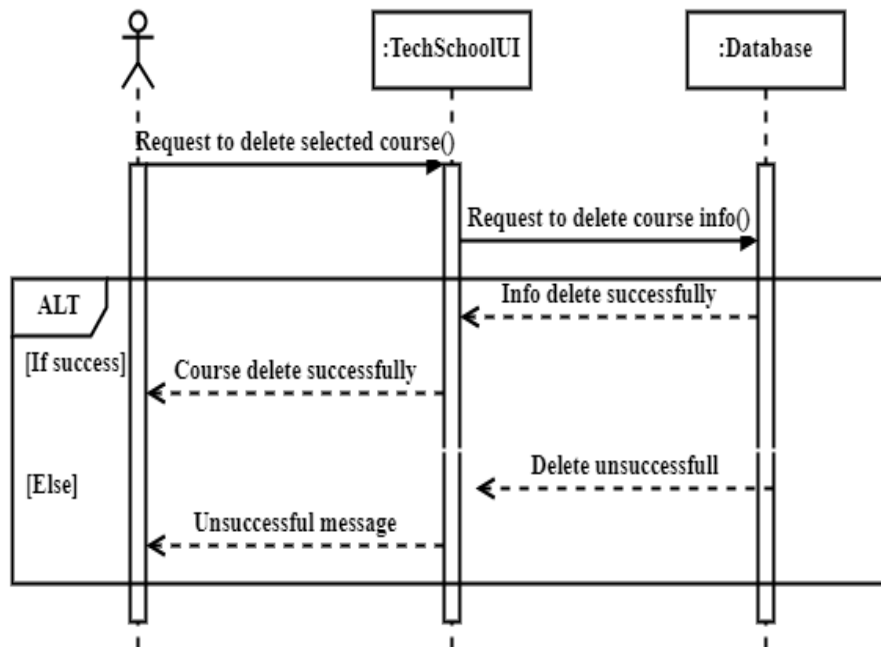 :TechSchoolUI
:Database
Request to delete selected course()
Request to delete course info()
Info delete successfully
ALT
[If success]
Course delete successfully
Delete unsuccessfull
[Else]
Unsuccessful message